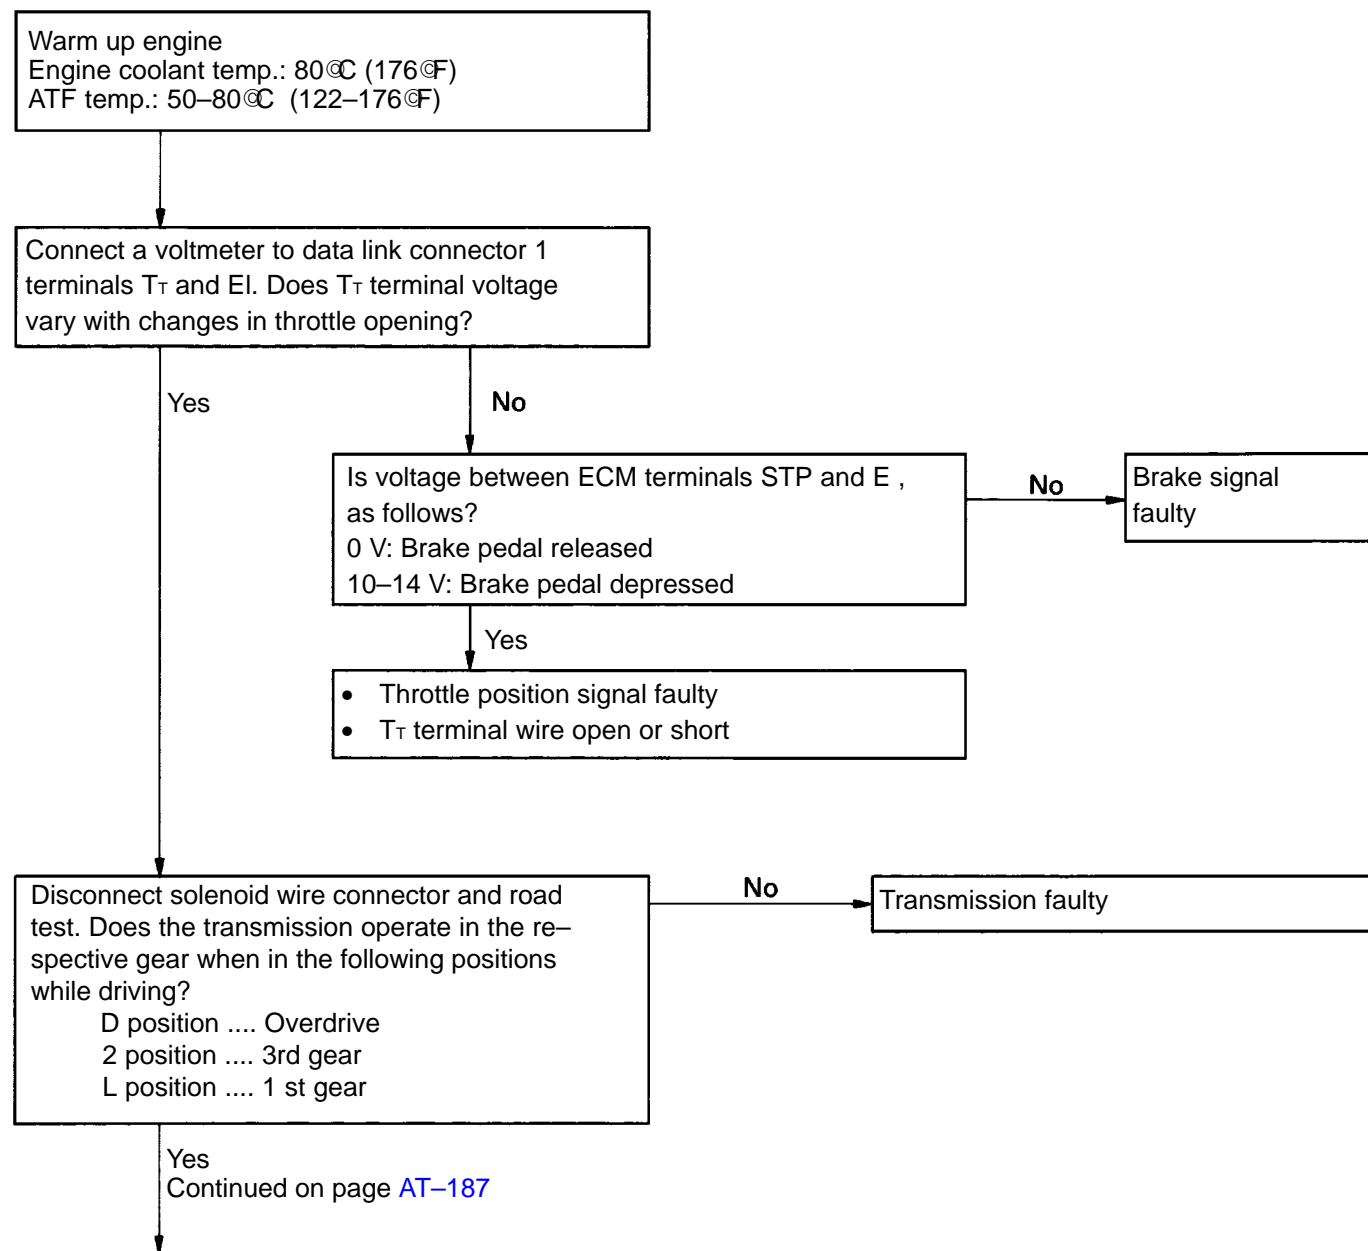 Warm up engine
Engine coolant temp.: 80©C (176©F)
ATF temp.: 50–80©C (122–176©F)
Connect a voltmeter to data link connector 1
terminals TT and El. Does TT terminal voltage
vary with changes in throttle opening?
Yes
No
Is voltage between ECM terminals STP and E ,
as follows?
0 V: Brake pedal released
10–14 V: Brake pedal depressed
No
Brake signal
faulty
Yes
• Throttle position signal faulty
• TT terminal wire open or short
Disconnect solenoid wire connector and road
test. Does the transmission operate in the re–
spective gear when in the following positions
while driving?
D position .... Overdrive
2 position .... 3rd gear
L position .... 1 st gear
No
Transmission faulty
Yes
Continued on page AT–187